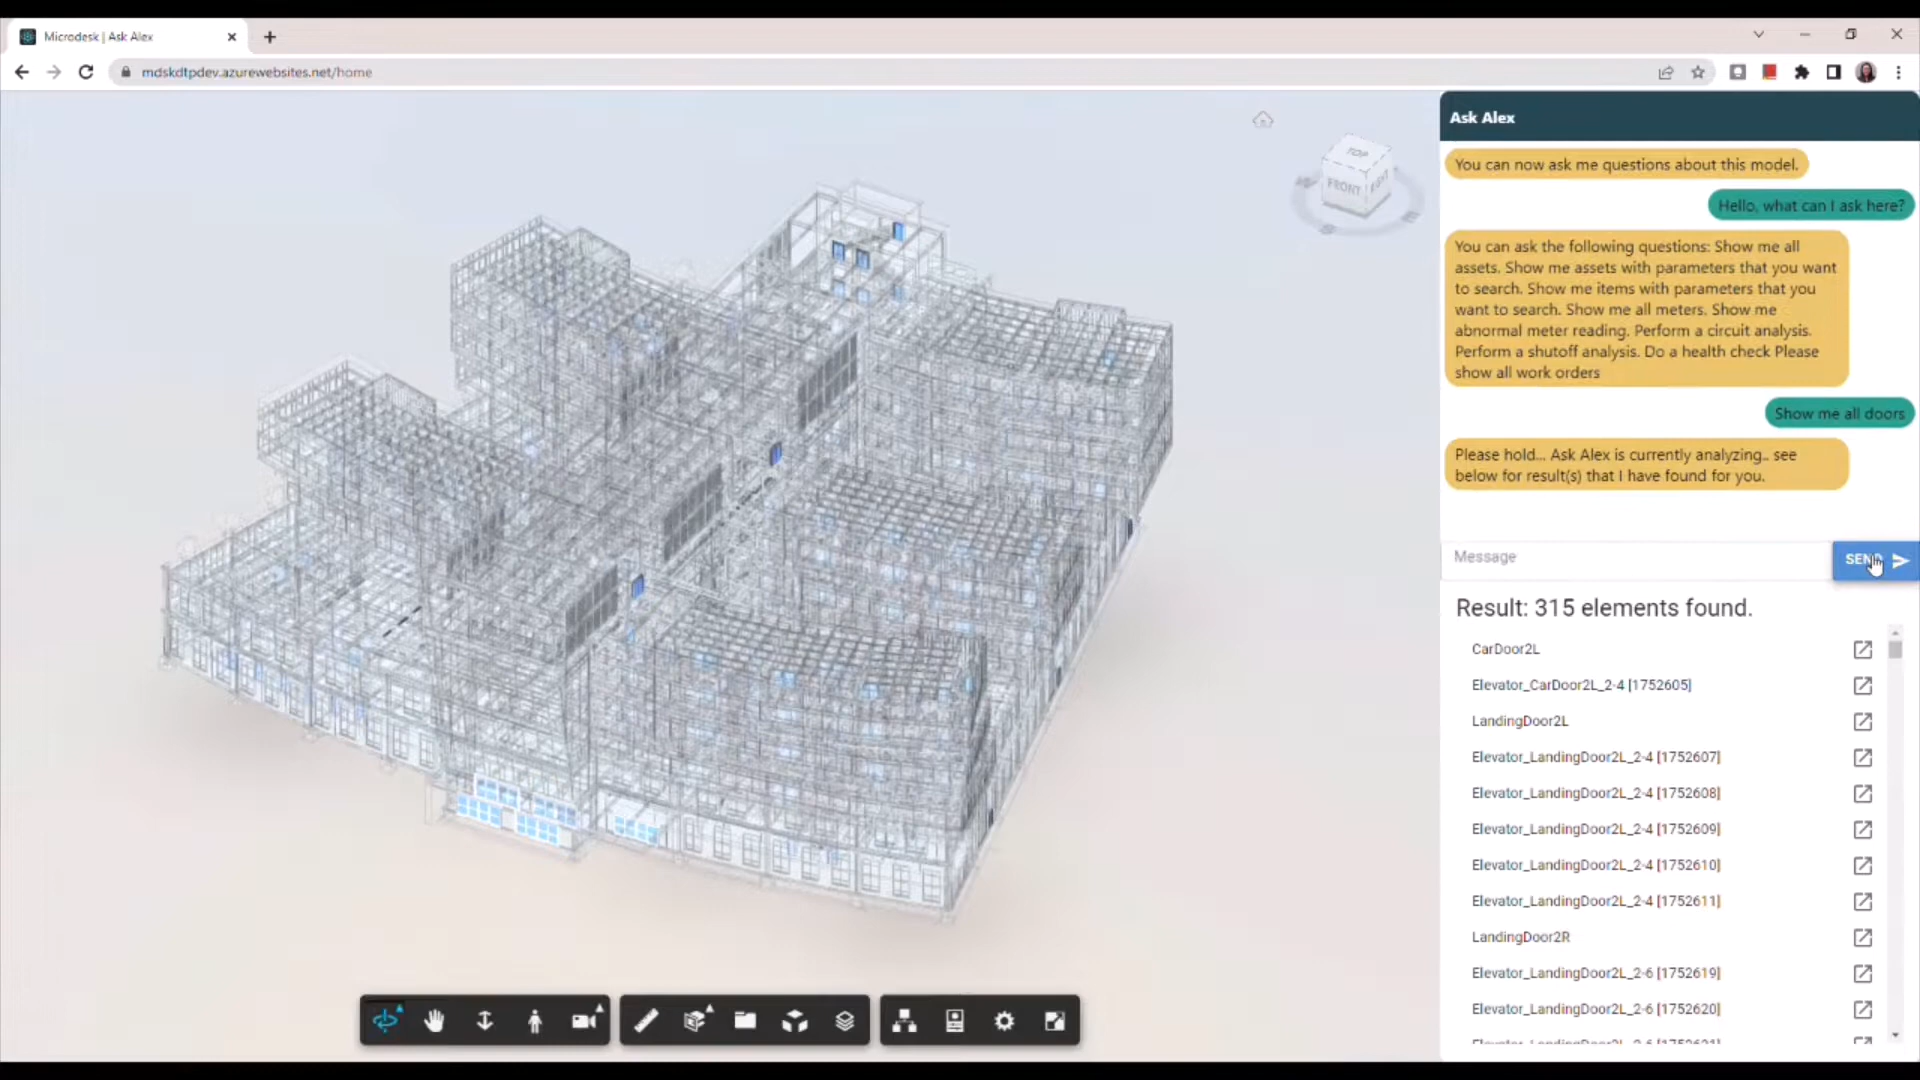 Microdesk | Ask Alex
mdskdtpdev.azurewebsites.net/home
TOP
FRONT
Ask Alex
You can now ask me questions about this model.
Hello, what can I ask here?
You can ask the following questions: Show me all
assets. Show me assets with parameters that you want
to search. Show me items with parameters that you
want to search. Show me all meters. Show me
abnormal meter reading. Perform a circuit analysis.
Perform a shutoff analysis. Do a health check Please
show all work orders
Show me all doors
Please hold... Ask Alex is currently analyzing.. see
below for result(s) that I have found for you.
Message
SEND
Result: 315 elements found.
CarDoor2L
Elevator_CarDoor2L_2-4 [1752605]
LandingDoor2L
Elevator_LandingDoor2L_2-4 [1752607]
Elevator_LandingDoor2L_2-4 [1752608]
Elevator_LandingDoor2L_2-4 [1752609]
Elevator_LandingDoor2L_2-4 [1752610]
Elevator_LandingDoor2L_2-4 [1752611]
LandingDoor2R
Elevator_LandingDoor2L_2-6 [1752619]
Elevator_LandingDoor2L_2-6 [1752620]